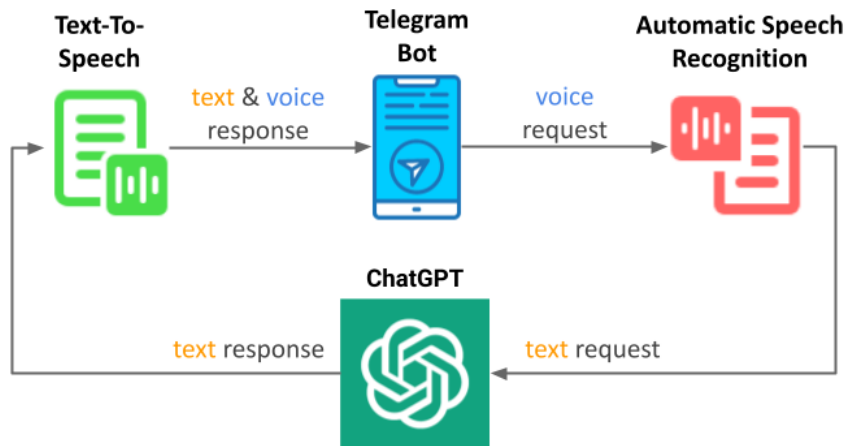 Text-To-
Speech
Telegram
Bot
Automatic Speech
Recognition
text & voice
response
voice
request
ChatGPT
text response
text request